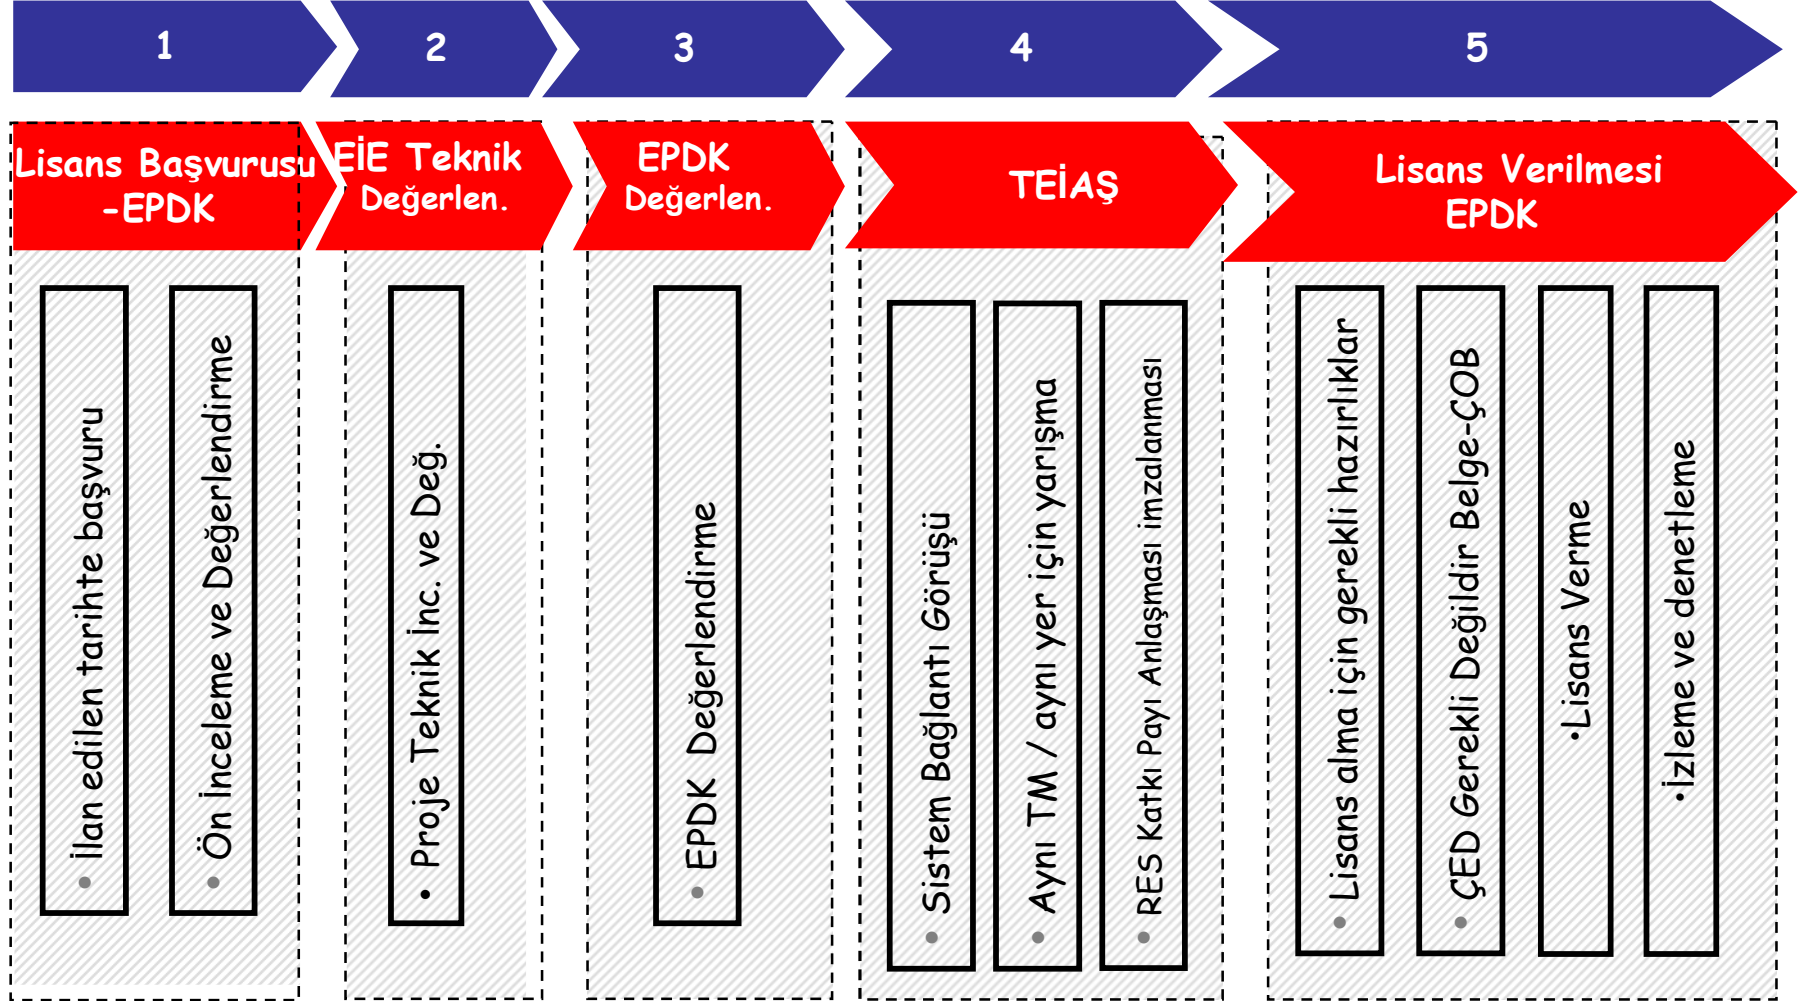 1
2
3
4
5
Lisans Başvurusu
-EPDK
EİE Teknik
Değerlen.
EPDK
Değerlen.
TEİAŞ
Lisans Verilmesi
EPDK
• İlan edilen tarihte başvuru
• Ön İnceleme ve Değerlendirme
• Proje Teknik İnc. ve Değ.
• EPDK Değerlendirme
• Sistem Bağlantı Görüşü
• Aynı TM / aynı yer için yarışma
• RES Katkı Payı Anlaşması imzalanması
• Lisans alma için gerekli hazırlıklar
• ÇED Gerekli Değildir Belge-ÇOB
•Lisans Verme
•İzleme ve denetleme